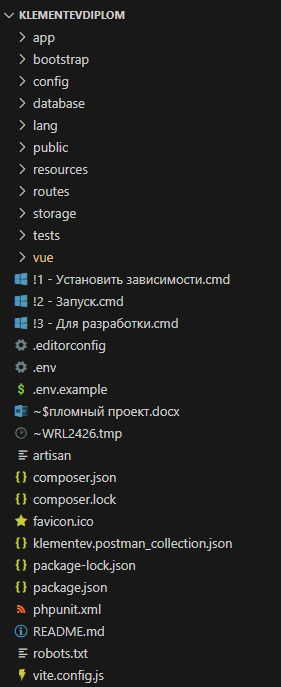 KLEMENTEVDIPLOM
app
bootstrap
config
database
lang
public
resources
routes
storage
tests
vue
!1 - Установить зависимости.cmd
!2 - Запуск.cmd
!3 - Для разработки.cmd
.editorconfig
.env
.env.example
~$пломный проект.docx
~WRL2426.tmp
artisan
composer.json
composer.lock
favicon.ico
klementev.postman_collection.json
package-lock.json
package.json
phpunit.xml
README.md
robots.txt
vite.config.js